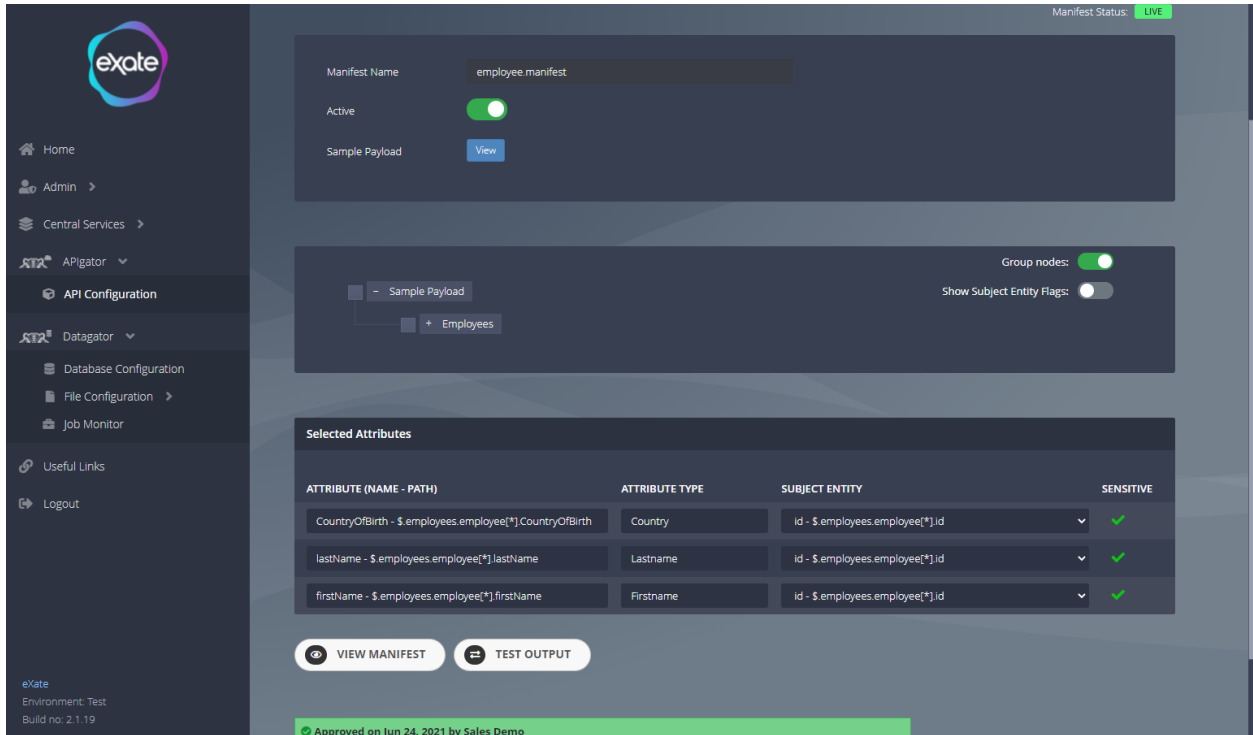 Manifest Status: LIVE
eXate
Manifest Name employee.manifest
Active
Sample Payload View
Home
Admin
Central Services
APIgator
API Configuration
Datagator
Database Configuration
File Configuration
Job Monitor
Useful Links
Logout
Group nodes:
− Sample Payload
Show Subject Entity Flags:
+ Employees
Selected Attributes
ATTRIBUTE (NAME - PATH) ATTRIBUTE TYPE SUBJECT ENTITY SENSITIVE
CountryOfBirth - $.employees.employee[*].CountryOfBirth Country id - $.employees.employee[*].id
lastName - $.employees.employee[*].lastName Lastname id - $.employees.employee[*].id
firstName - $.employees.employee[*].firstName Firstname id - $.employees.employee[*].id
VIEW MANIFEST TEST OUTPUT
eXate
Environment: Test
Build no: 2.1.19
Approved on Jun 24, 2021 by Sales Demo